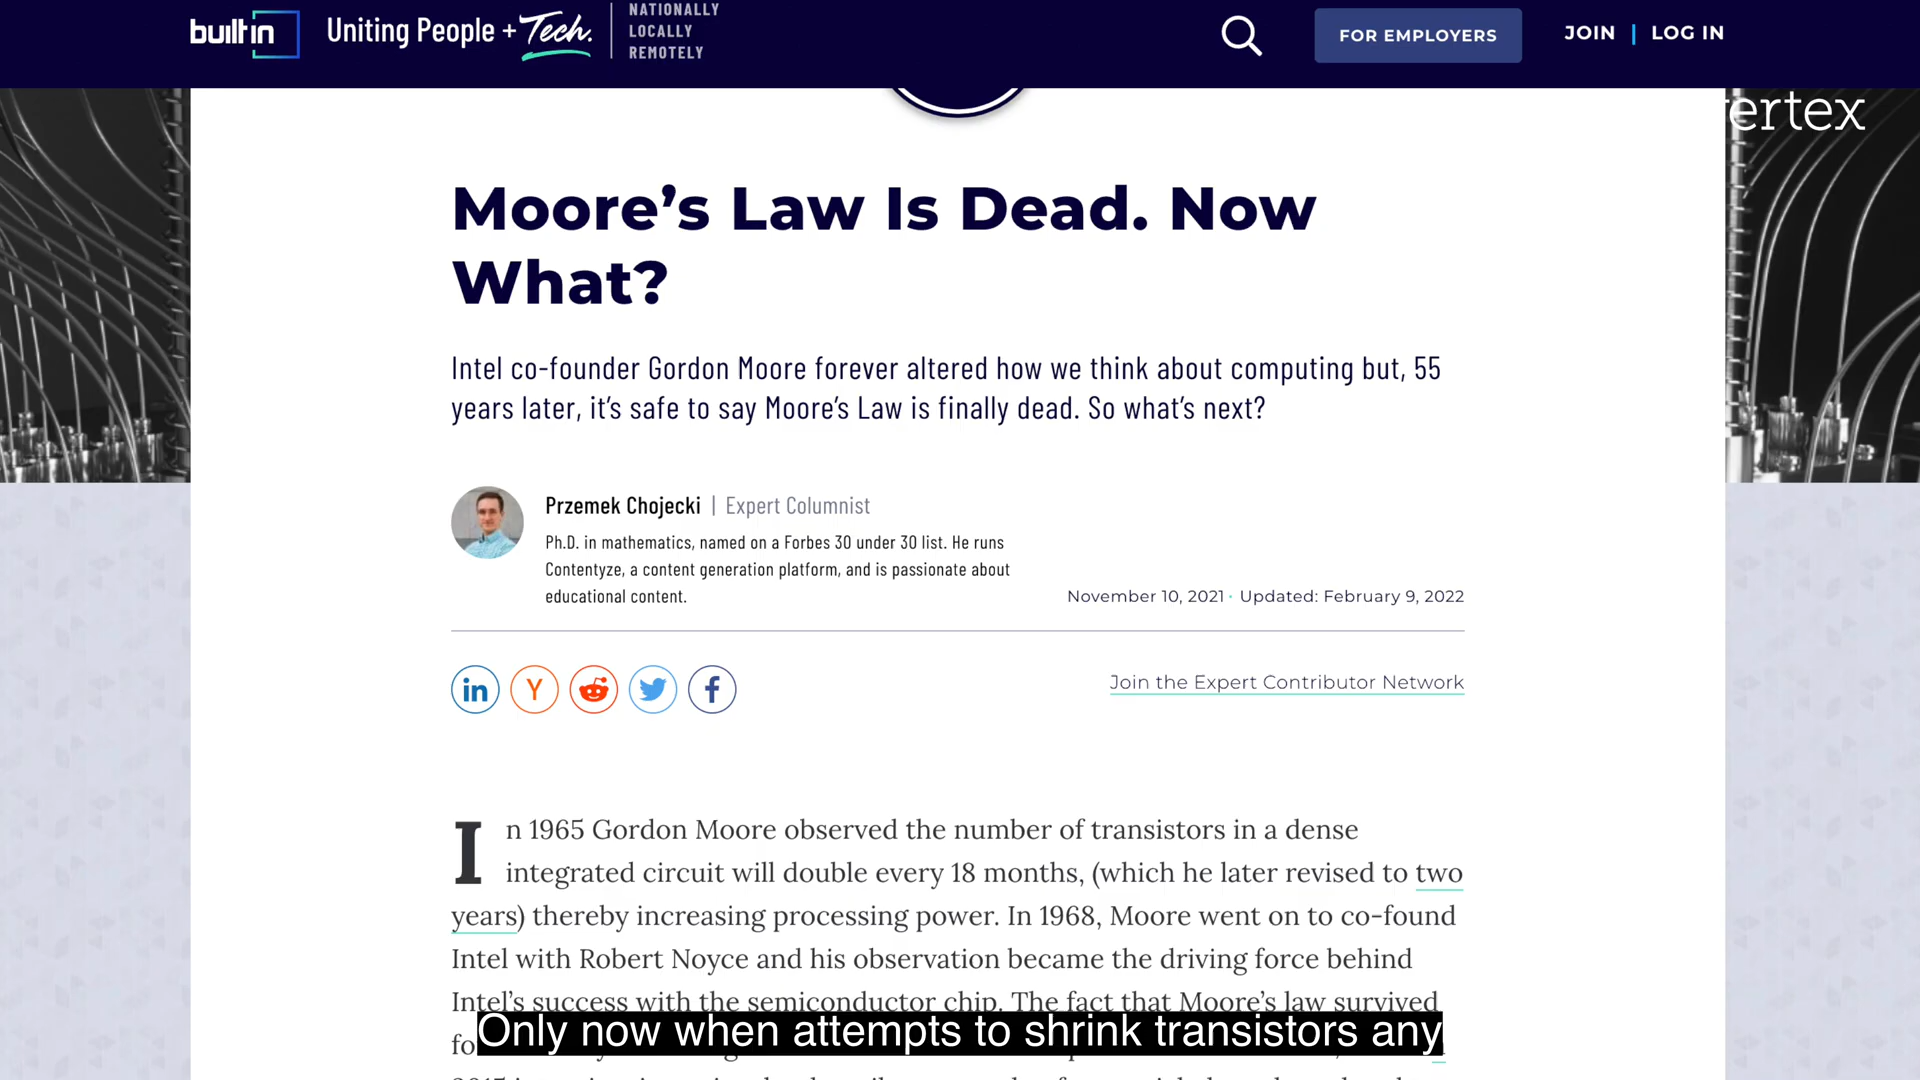 built in
Uniting People + Tech.
NATIONALLY
LOCALLY
REMOTELY
FOR EMPLOYERS
JOIN | LOG IN
ertex
Moore’s Law Is Dead. Now
What?
Intel co-founder Gordon Moore forever altered how we think about computing but, 55
years later, it’s safe to say Moore’s Law is finally dead. So what’s next?
Przemek Chojecki | Expert Columnist
Ph.D. in mathematics, named on a Forbes 30 under 30 list. He runs
Contentyze, a content generation platform, and is passionate about
educational content.
November 10, 2021 · Updated: February 9, 2022
Join the Expert Contributor Network
In 1965 Gordon Moore observed the number of transistors in a dense
integrated circuit will double every 18 months, (which he later revised to two
years) thereby increasing processing power. In 1968, Moore went on to co-found
Intel with Robert Noyce and his observation became the driving force behind
Intel’s success with the semiconductor chip. The fact that Moore’s law survived
Only now when attempts to shrink transistors any